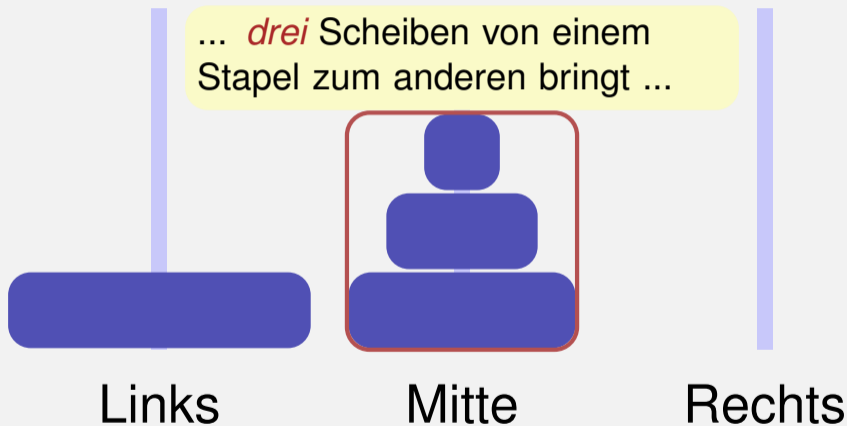 ... drei Scheiben von einem
Stapel zum anderen bringt ...
Links Mitte Rechts